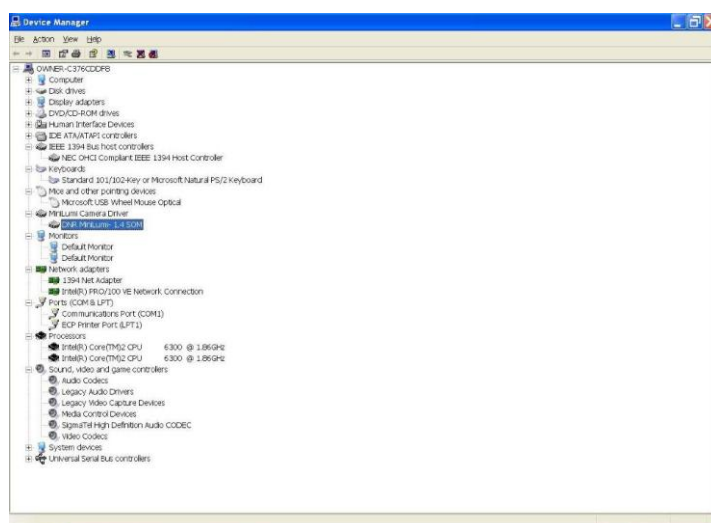 Device Manager
File Action View Help
OWNER-C376CDDF8
Computer
Disk drives
Display adapters
DVD/CD-ROM drives
Human Interface Devices
IDE ATA/ATAPI controllers
IEEE 1394 Bus host controllers
NEC OHCI Compliant IEEE 1394 Host Controller
Keyboards
Standard 101/102-Key or Microsoft Natural PS/2 Keyboard
Mice and other pointing devices
Microsoft USB Wheel Mouse Optical
MiniLumi Camera Driver
DNR MiniLumi- 1.4 SOM
Monitors
Default Monitor
Default Monitor
Network adapters
1394 Net Adapter
Intel(R) PRO/100 VE Network Connection
Ports (COM & LPT)
Communications Port (COM1)
ECP Printer Port (LPT1)
Processors
Intel(R) Core(TM)2 CPU 6300 @ 1.86GHz
Intel(R) Core(TM)2 CPU 6300 @ 1.86GHz
Sound, video and game controllers
Audio Codecs
Legacy Audio Drivers
Legacy Video Capture Devices
Media Control Devices
SigmaTel High Definition Audio CODEC
Video Codecs
System devices
Universal Serial Bus controllers